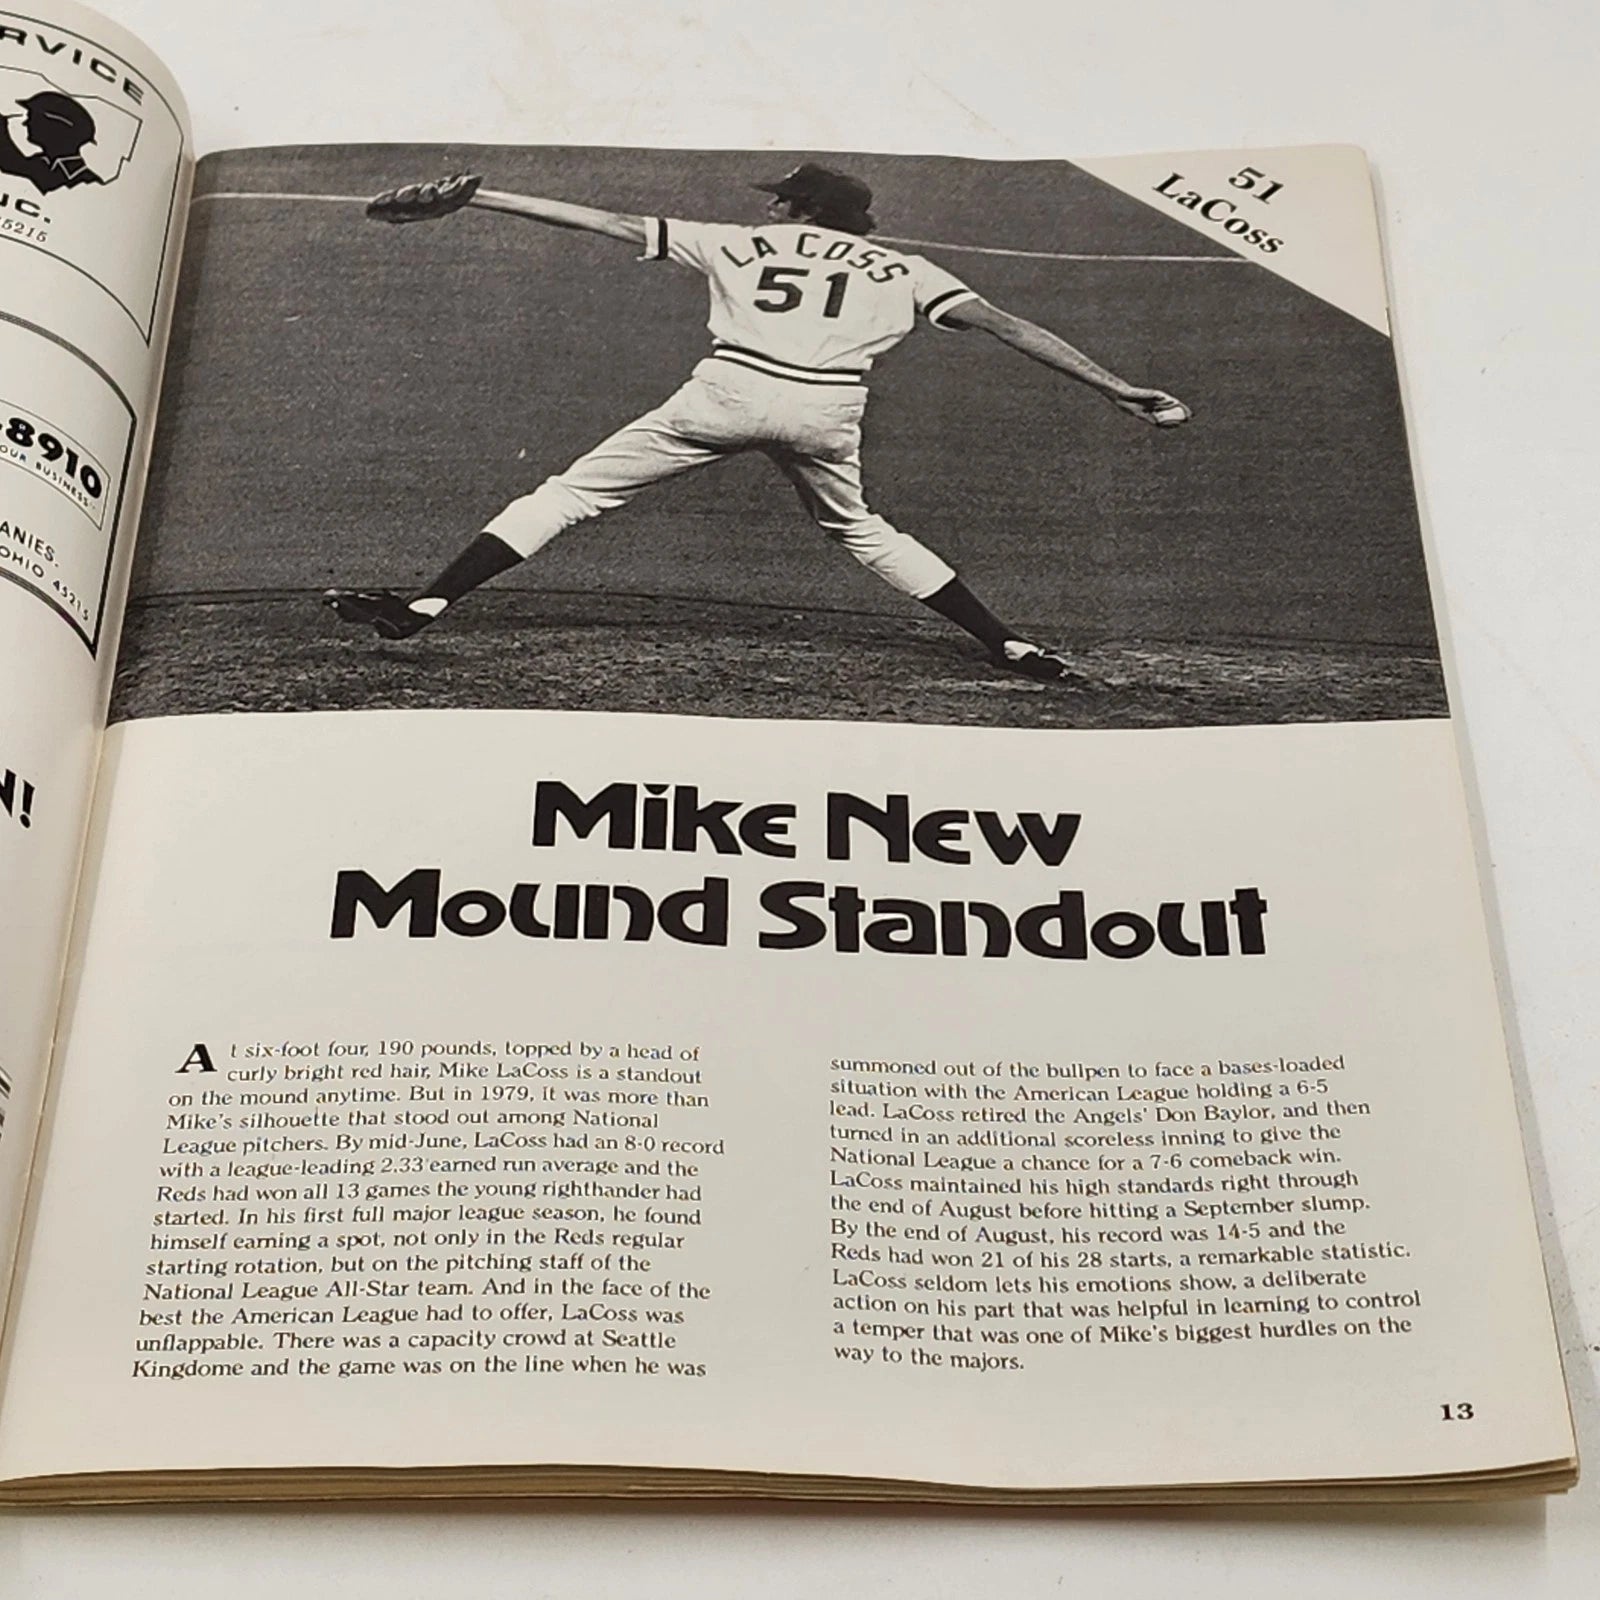 RVICE
45215
8910
OUR BUSINESS"
ANIES.
OHIO 45215
N!
51
LaCoss
LA COSS
51
Mike New
Mound Standout
At six-foot four, 190 pounds, topped by a head of
curly bright red hair, Mike LaCoss is a standout
on the mound anytime. But in 1979, it was more than
Mike's silhouette that stood out among National
League pitchers. By mid-June, LaCoss had an 8-0 record
with a league-leading 2.33 earned run average and the
Reds had won all 13 games the young righthander had
started. In his first full major league season, he found
himself earning a spot, not only in the Reds regular
starting rotation, but on the pitching staff of the
National League All-Star team. And in the face of the
best the American League had to offer, LaCoss was
unflappable. There was a capacity crowd at Seattle
Kingdome and the game was on the line when he was
summoned out of the bullpen to face a bases-loaded
situation with the American League holding a 6-5
lead. LaCoss retired the Angels' Don Baylor, and then
turned in an additional scoreless inning to give the
National League a chance for a 7-6 comeback win.
LaCoss maintained his high standards right through
the end of August before hitting a September slump.
By the end of August, his record was 14-5 and the
Reds had won 21 of his 28 starts, a remarkable statistic.
LaCoss seldom lets his emotions show, a deliberate
action on his part that was helpful in learning to control
a temper that was one of Mike's biggest hurdles on the
way to the majors.
13